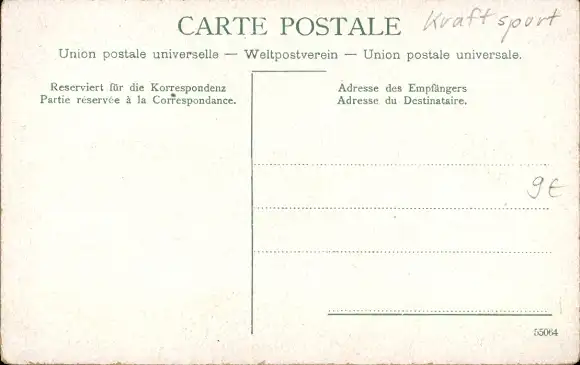 CARTE POSTALE
Kraftsport
Union postale universelle — Weltpostverein — Union postale universale.
Reserviert für die Korrespondenz
Partie réservée à la Correspondance.
Adresse des Empfängers
Adresse du Destinataire.
9€
55064